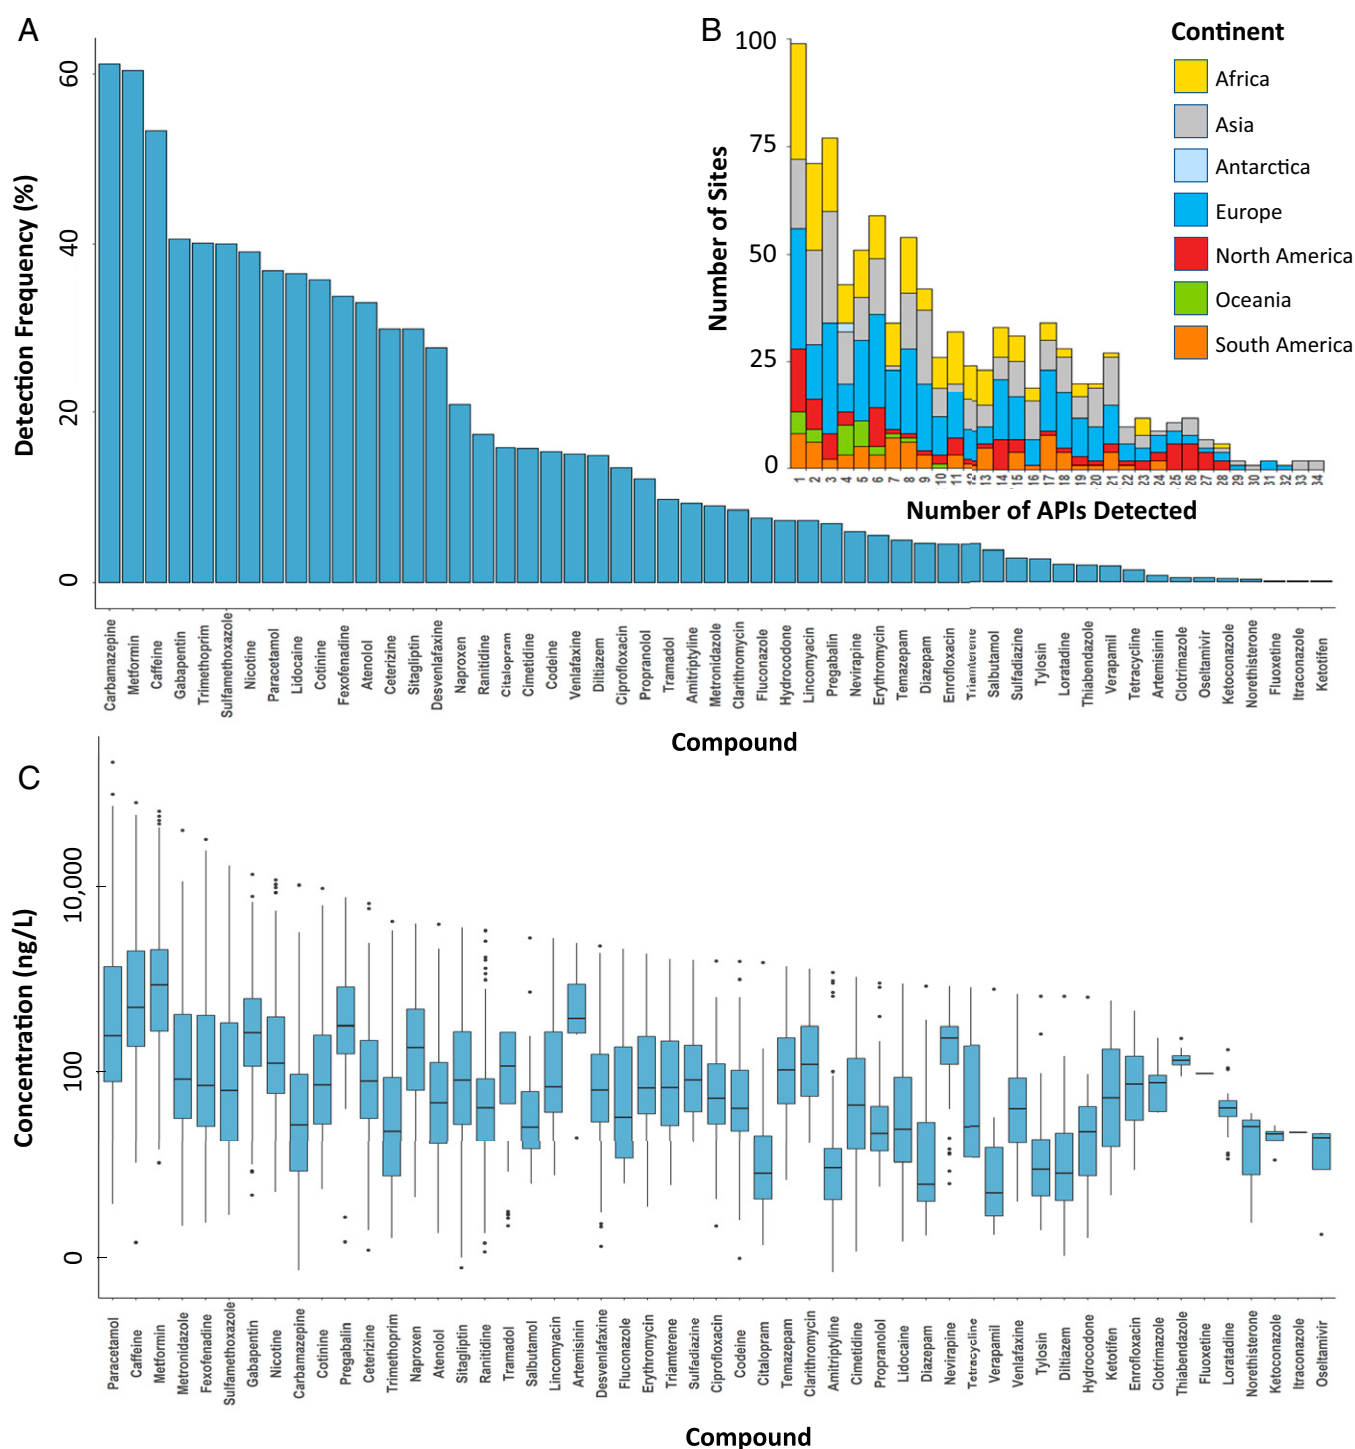 A
Detection Frequency (%)
60
40
20
0
Carbamazepine
Metformin
Caffeine
Gabapentin
Trimethoprim
Sulfamethoxazole
Nicotine
Paracetamol
Lidocaine
Cotinine
Fexofenadine
Atenolol
Ceterizine
Sitagliptin
Desvenlafaxine
Naproxen
Ranitidine
Citalopram
Cimetidine
Codeine
Venlafaxine
Diltiazem
Ciprofloxacin
Propranolol
Tramadol
Amitriptyline
Metronidazole
Clarithromycin
Fluconazole
Hydrocodone
Lincomyacin
Pregabalin
Nevirapine
Erythromycin
Temazepam
Diazepam
Enrofloxacin
Triamterene
Salbutamol
Sulfadiazine
Tylosin
Loratadine
Thiabendazole
Verapamil
Tetracycline
Artemisinin
Clotrimazole
Oseltamivir
Ketoconazole
Norethisterone
Fluoxetine
Itraconazole
Ketotifen
Compound
B
Number of Sites
100
75
50
25
0
1
2
3
4
5
6
7
8
9
10
11
12
13
14
15
16
17
18
19
20
21
22
23
24
25
26
27
28
29
30
31
32
33
34
Number of APIs Detected
Continent
Africa
Asia
Antarctica
Europe
North America
Oceania
South America
C
Concentration (ng/L)
10,000
100
0
Paracetamol
Caffeine
Metformin
Metronidazole
Fexofenadine
Sulfamethoxazole
Gabapentin
Nicotine
Carbamazepine
Cotinine
Pregabalin
Ceterizine
Trimethoprim
Naproxen
Atenolol
Sitagliptin
Ranitidine
Tramadol
Salbutamol
Lincomyacin
Artemisinin
Desvenlafaxine
Fluconazole
Erythromycin
Triamterene
Sulfadiazine
Ciprofloxacin
Codeine
Citalopram
Temazepam
Clarithromycin
Amitriptyline
Cimetidine
Propranolol
Lidocaine
Diazepam
Nevirapine
Tetracycline
Verapamil
Venlafaxine
Tylosin
Diltiazem
Hydrocodone
Ketotifen
Enrofloxacin
Clotrimazole
Thiabendazole
Fluoxetine
Loratadine
Norethisterone
Ketoconazole
Itraconazole
Oseltamivir
Compound